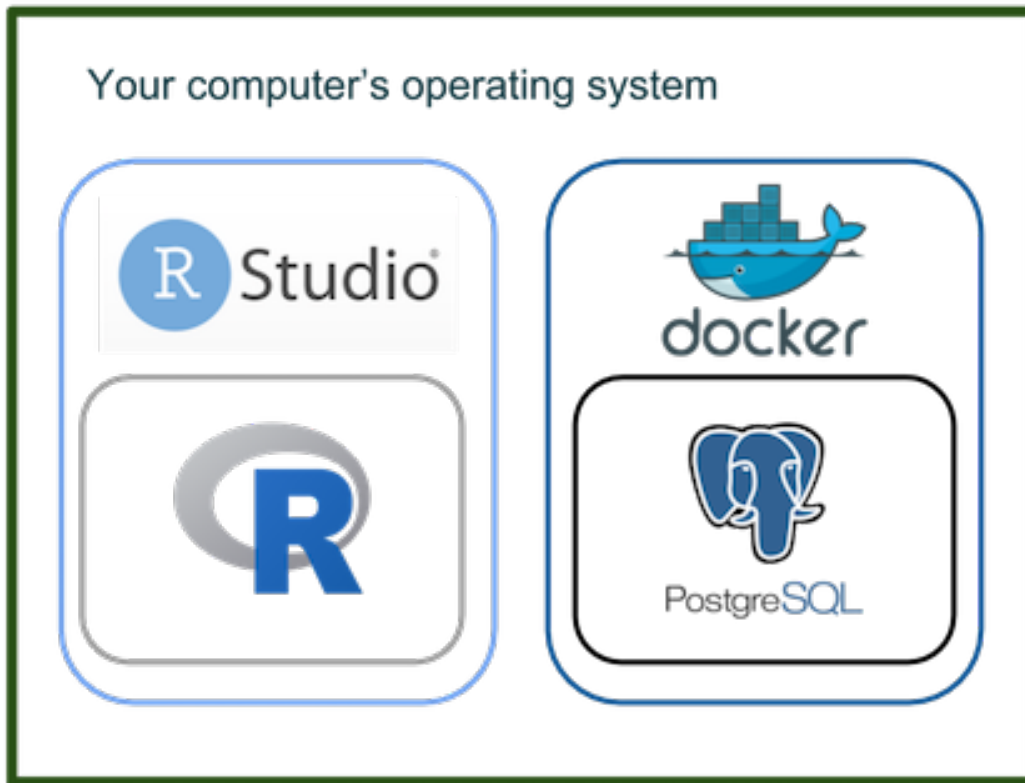 Your computer's operating system
R Studio®
docker
R
PostgreSQL